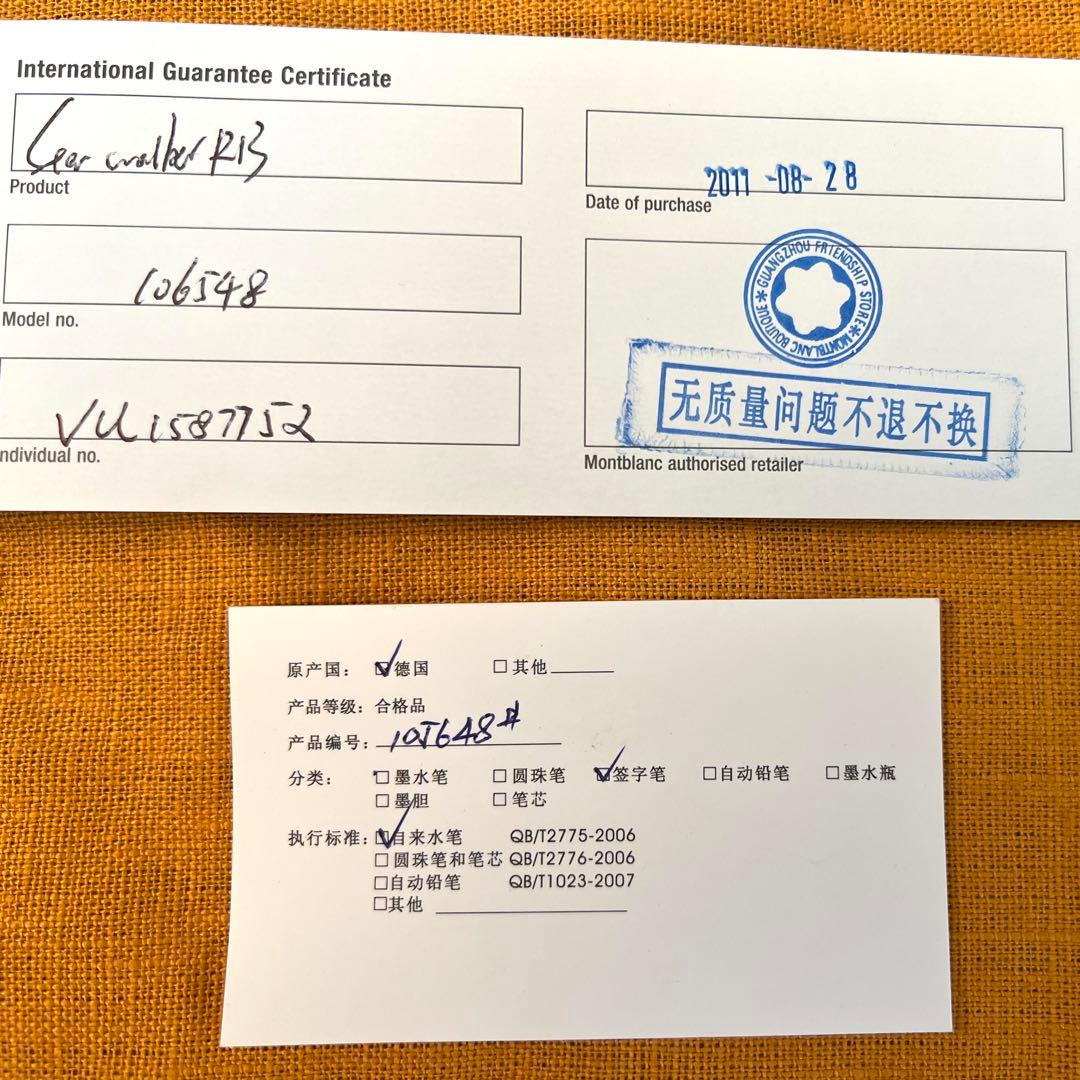 International Guarantee Certificate
Sear walker RB
Product
106548
Model no.
VU1587752
ndividual no.
2011 -08- 28
Date of purchase
GUANGZHOU FRIENDSHIP STORE * MONTBLANC BOUTIQUE *
无质量问题不退不换
Montblanc authorised retailer
原产国： 德国 其他
产品等级：合格品
产品编号： 105648#
分类： 墨水笔 圆珠笔 签字笔 自动铅笔 墨水瓶
墨胆 笔芯
执行标准： 自来水笔 QB/T2775-2006
圆珠笔和笔芯 QB/T2776-2006
自动铅笔 QB/T1023-2007
其他